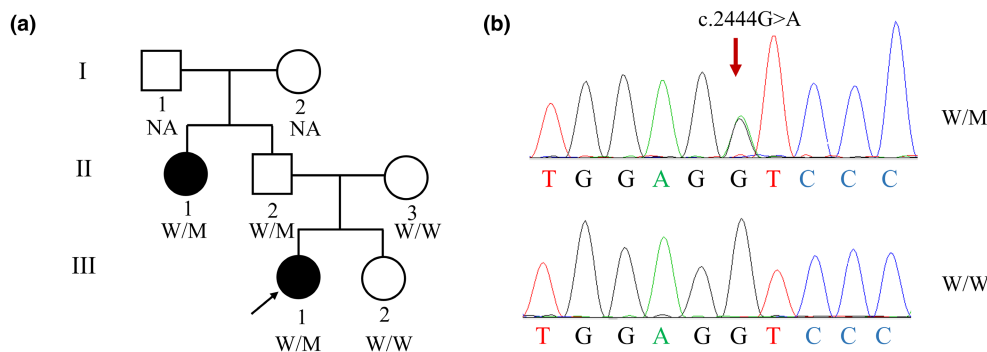 (a)
I
1
NA
2
NA
II
1
W/M
2
W/M
3
W/W
III
1
W/M
2
W/W
(b)
c.2444G>A
W/M
T G G A G G T C C C
W/W
T G G A G G T C C C